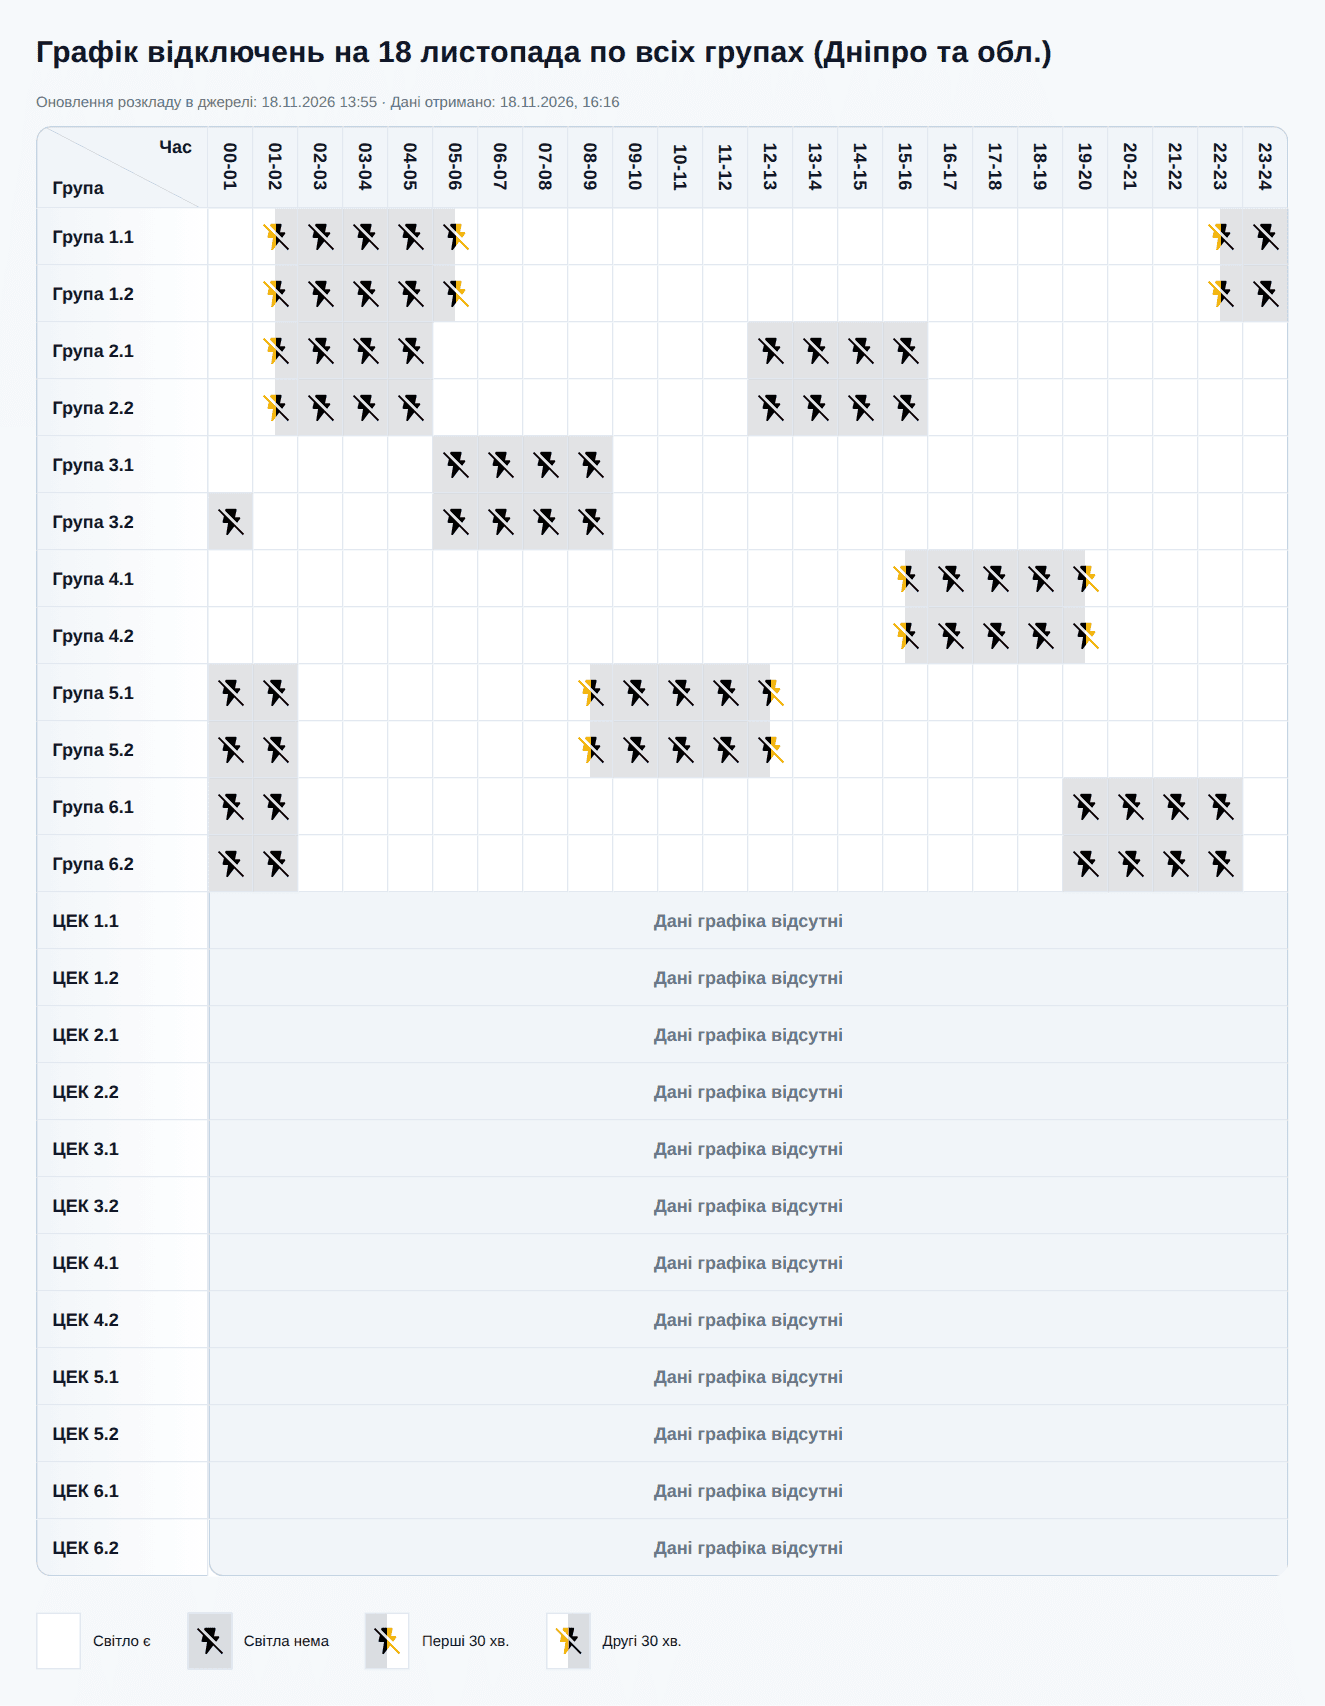 Графік відключень на 18 листопада по всіх групах (Дніпро та обл.)
Оновлення розкладу в джерелі: 18.11.2026 13:55 · Дані отримано: 18.11.2026, 16:16
Час
Група
00-01 01-02 02-03 03-04 04-05 05-06 06-07 07-08 08-09 09-10 10-11 11-12 12-13 13-14 14-15 15-16 16-17 17-18 18-19 19-20 20-21 21-22 22-23 23-24
Група 1.1
Група 1.2
Група 2.1
Група 2.2
Група 3.1
Група 3.2
Група 4.1
Група 4.2
Група 5.1
Група 5.2
Група 6.1
Група 6.2
ЦЕК 1.1 Дані графіка відсутні
ЦЕК 1.2 Дані графіка відсутні
ЦЕК 2.1 Дані графіка відсутні
ЦЕК 2.2 Дані графіка відсутні
ЦЕК 3.1 Дані графіка відсутні
ЦЕК 3.2 Дані графіка відсутні
ЦЕК 4.1 Дані графіка відсутні
ЦЕК 4.2 Дані графіка відсутні
ЦЕК 5.1 Дані графіка відсутні
ЦЕК 5.2 Дані графіка відсутні
ЦЕК 6.1 Дані графіка відсутні
ЦЕК 6.2 Дані графіка відсутні
Світло є Світла нема Перші 30 хв. Другі 30 хв.